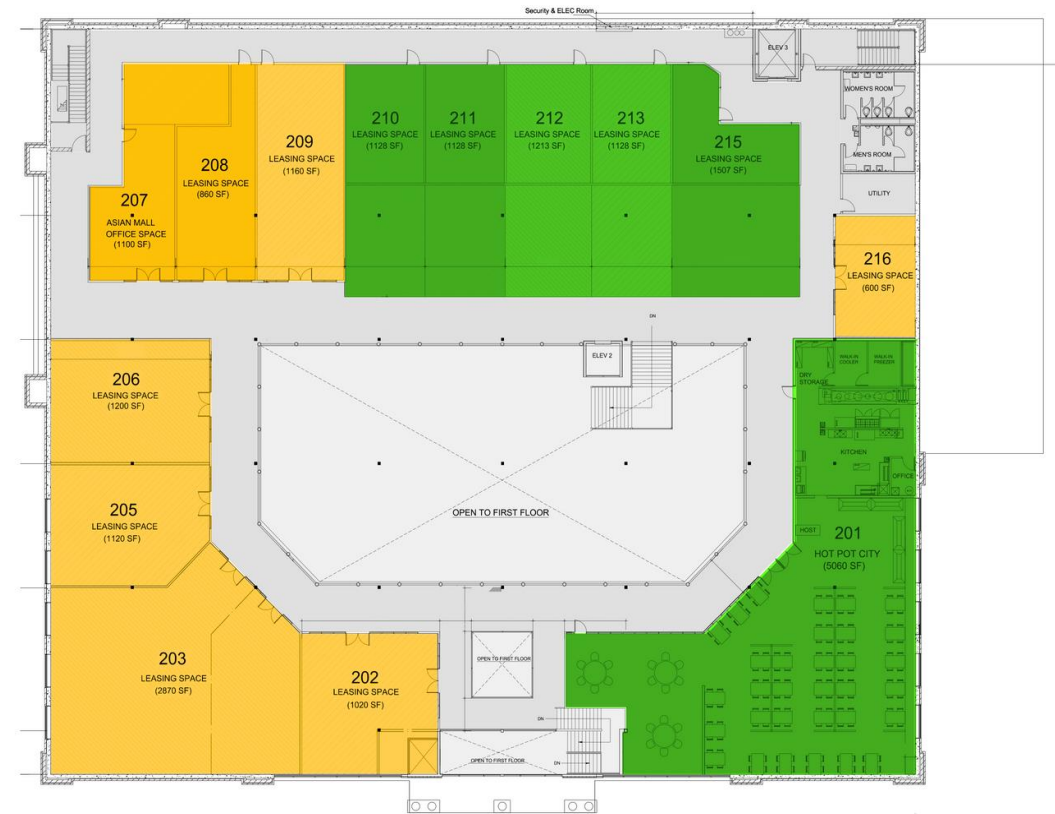 Security & ELEC Room
ELEV 3
WOMEN'S ROOM
MEN'S ROOM
UTILITY
207
ASIAN MALL
OFFICE SPACE
(1100 SF)
208
LEASING SPACE
(860 SF)
209
LEASING SPACE
(1160 SF)
210
LEASING SPACE
(1128 SF)
211
LEASING SPACE
(1128 SF)
212
LEASING SPACE
(1213 SF)
213
LEASING SPACE
(1128 SF)
215
LEASING SPACE
(1507 SF)
216
LEASING SPACE
(600 SF)
DN
ELEV 2
206
LEASING SPACE
(1200 SF)
205
LEASING SPACE
(1120 SF)
OPEN TO FIRST FLOOR
DRY
STORAGE
WALK-IN
COOLER
WALK-IN
FREEZER
KITCHEN
OFFICE
HOST
201
HOT POT CITY
(5060 SF)
203
LEASING SPACE
(2870 SF)
202
LEASING SPACE
(1020 SF)
OPEN TO FIRST FLOOR
DN
OPEN TO FIRST FLOOR
DN